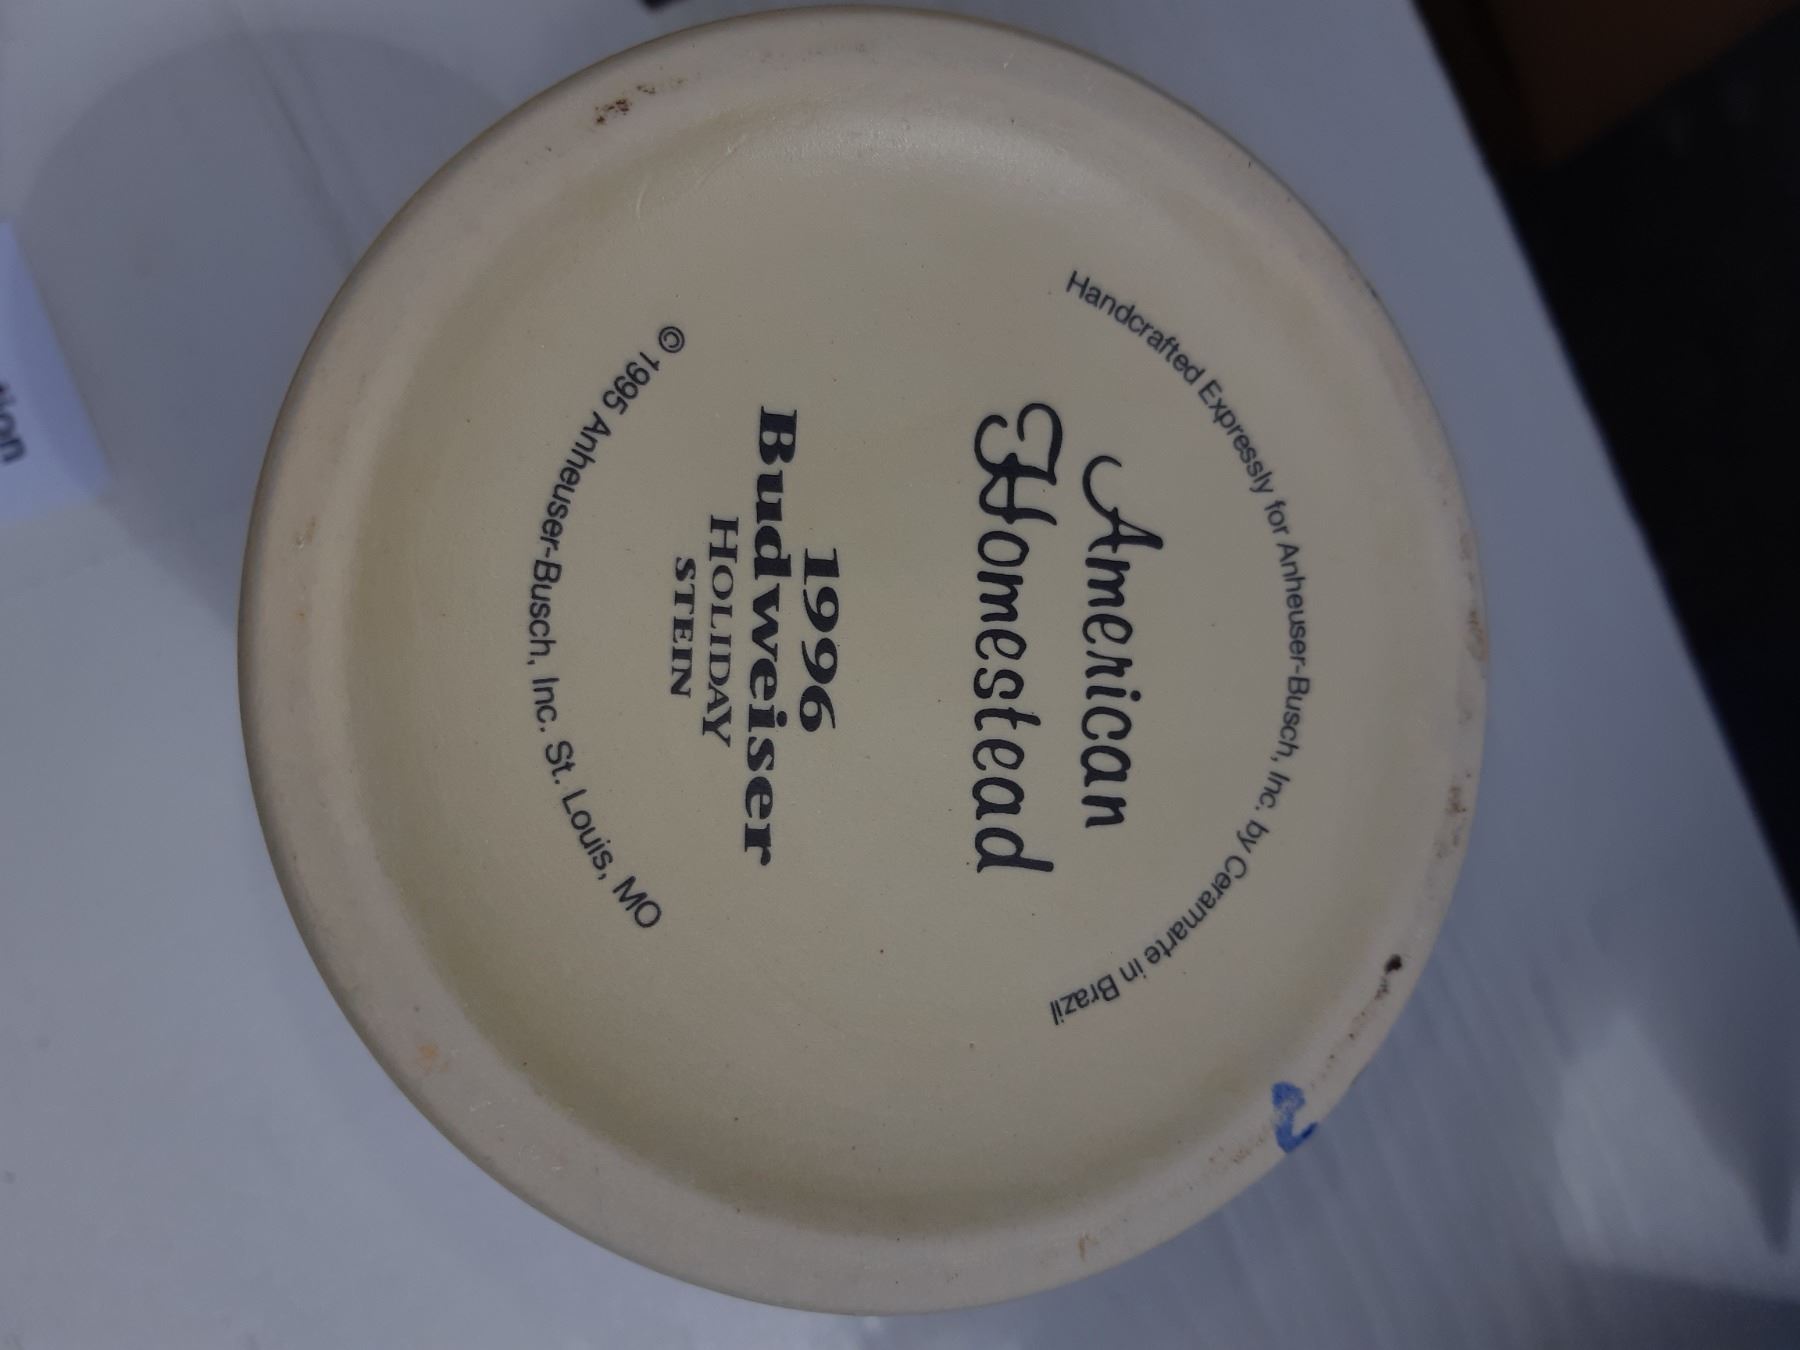 Handcrafted Expressly for Anheuser-Busch, Inc. by Ceramarte in Brazil
American
Homestead
1996
Budweiser
HOLIDAY
STEIN
© 1995 Anheuser-Busch, Inc. St. Louis, MO